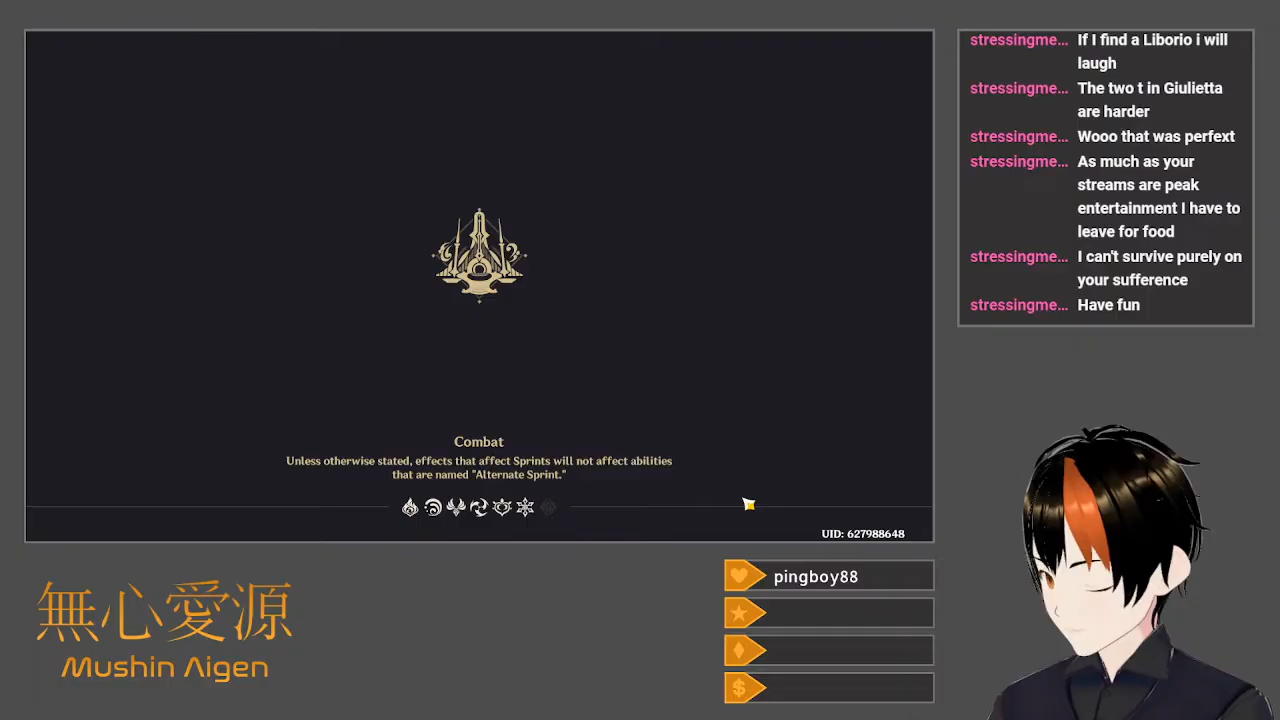 Combat
Unless otherwise stated, effects that affect Sprints will not affect abilities
that are named "Alternate Sprint."
UID: 627988648
stressingme... If I find a Liborio i will
laugh
stressingme... The two t in Giulietta
are harder
stressingme... Wooo that was perfext
stressingme... As much as your
streams are peak
entertainment I have to
leave for food
stressingme... I can't survive purely on
your sufference
stressingme... Have fun
無心愛源
Mushin Aigen
pingboy88